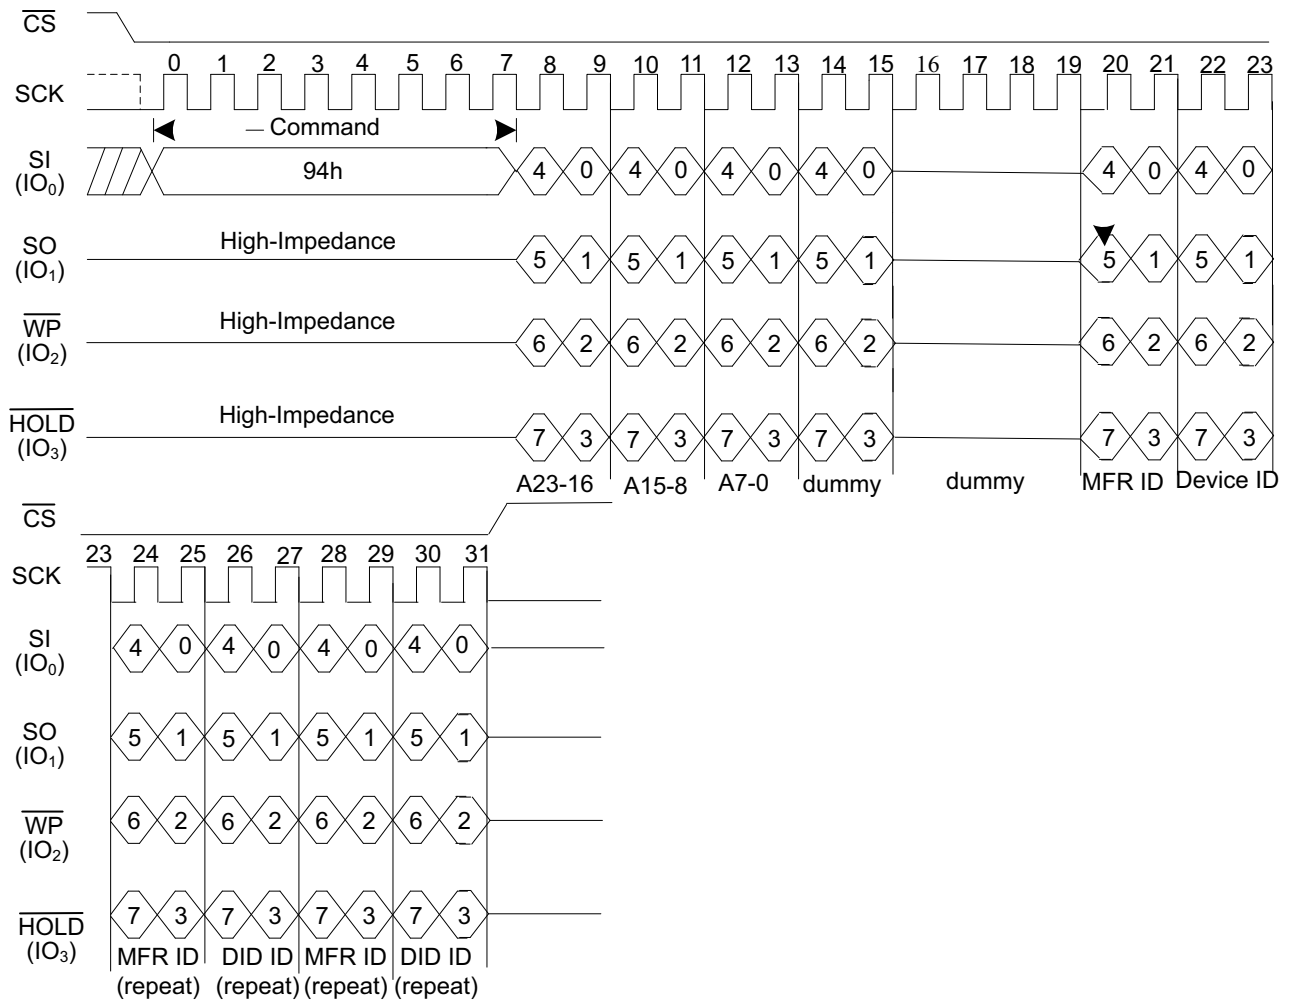 CS
0 1 2 3 4 5 6 7 8 9 10 11 12 13 14 15 16 17 18 19 20 21 22 23
SCK
— Command
SI
(IO0)
94h
4 0 4 0 4 0 4 0 4 0 4 0
SO
(IO1)
High-Impedance
5 1 5 1 5 1 5 1 5 1 5 1
WP
(IO2)
High-Impedance
6 2 6 2 6 2 6 2 6 2 6 2
HOLD
(IO3)
High-Impedance
7 3 7 3 7 3 7 3 7 3 7 3
A23-16 A15-8 A7-0 dummy dummy MFR ID Device ID
CS
23 24 25 26 27 28 29 30 31
SCK
SI
(IO0)
4 0 4 0 4 0 4 0
SO
(IO1)
5 1 5 1 5 1 5 1
WP
(IO2)
6 2 6 2 6 2 6 2
HOLD
(IO3)
7 3 7 3 7 3 7 3
MFR ID DID ID MFR ID DID ID
(repeat) (repeat) (repeat) (repeat)